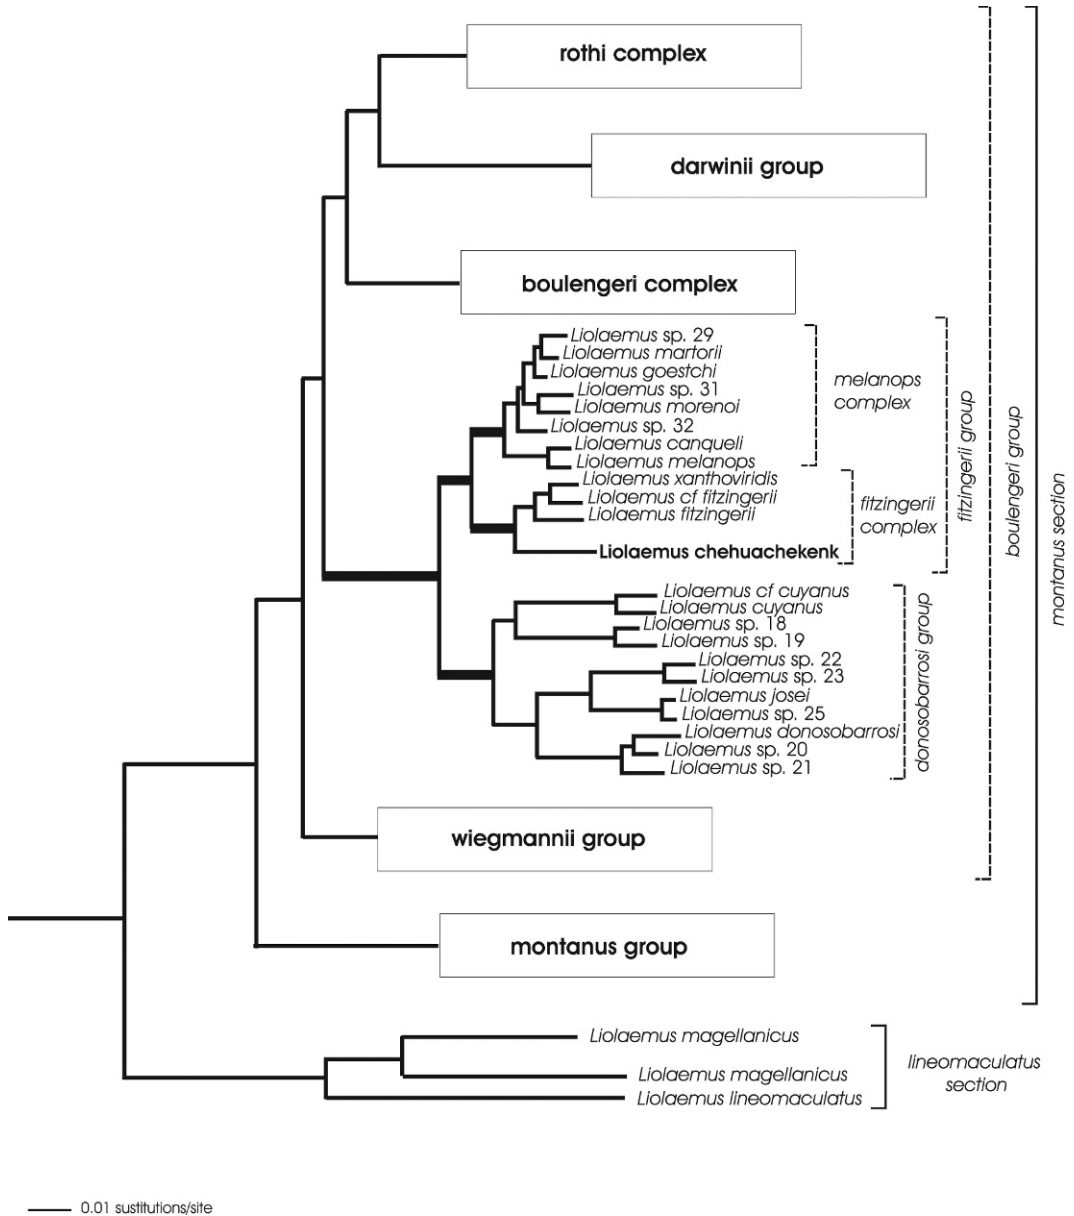 rothi complex
darwinii group
boulengeri complex
Liolaemus sp. 29
Liolaemus martorii
Liolaemus goestchi
Liolaemus sp. 31
Liolaemus morenoi
Liolaemus sp. 32
Liolaemus canqueli
Liolaemus melanops
melanops
complex
Liolaemus xanthoviridis
Liolaemus cf fitzingerii
Liolaemus fitzingerii
Liolaemus chehuachekenk
fitzingerii
complex
fitzingerii group
Liolaemus cf cuyanus
Liolaemus cuyanus
Liolaemus sp. 18
Liolaemus sp. 19
Liolaemus sp. 22
Liolaemus sp. 23
Liolaemus josei
Liolaemus sp. 25
Liolaemus donosobarrosi
Liolaemus sp. 20
Liolaemus sp. 21
donosobarrosi group
boulengeri group
montanus section
wiegmannii group
montanus group
Liolaemus magellanicus
Liolaemus magellanicus
Liolaemus lineomaculatus
lineomaculatus
section
0.01 sustitutions/site